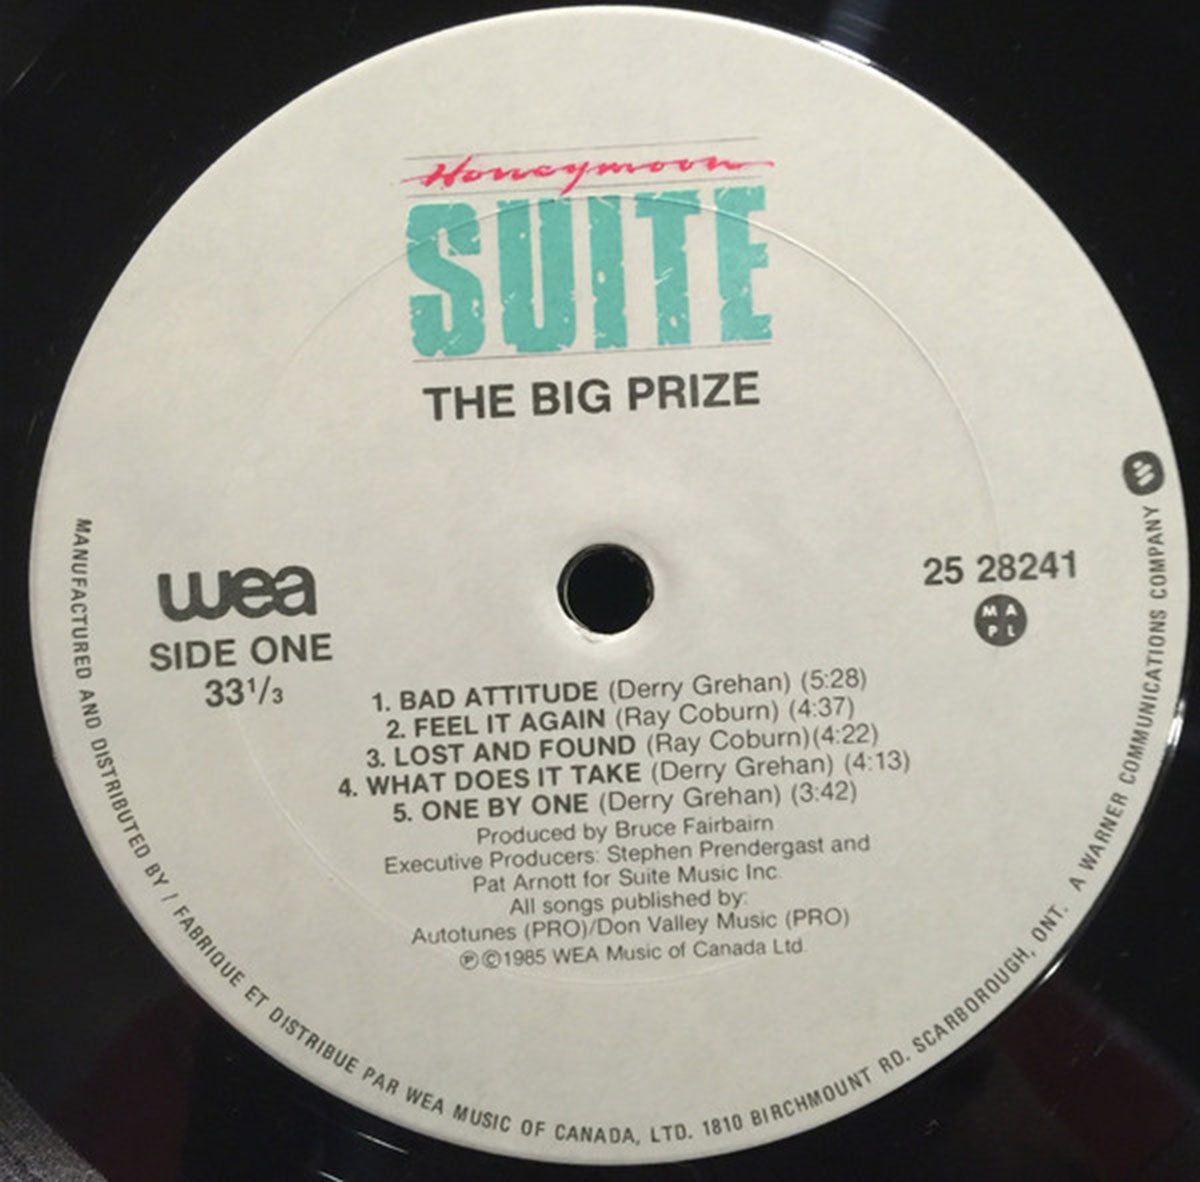 Honeymoon
SUITE
THE BIG PRIZE
wea
SIDE ONE
33 1/3
25 28241
M A
P L
1. BAD ATTITUDE (Derry Grehan) (5:28)
2. FEEL IT AGAIN (Ray Coburn) (4:37)
3. LOST AND FOUND (Ray Coburn)(4:22)
4. WHAT DOES IT TAKE (Derry Grehan) (4:13)
5. ONE BY ONE (Derry Grehan) (3:42)
Produced by Bruce Fairbairn
Executive Producers: Stephen Prendergast and
Pat Arnott for Suite Music Inc.
All songs published by:
Autotunes (PRO)/Don Valley Music (PRO)
℗©1985 WEA Music of Canada Ltd.
MANUFACTURED AND DISTRIBUTED BY / FABRIQUE ET DISTRIBUE PAR WEA MUSIC OF CANADA, LTD. 1810 BIRCHMOUNT RD. SCARBOROUGH, ONT. A WARNER COMMUNICATIONS COMPANY